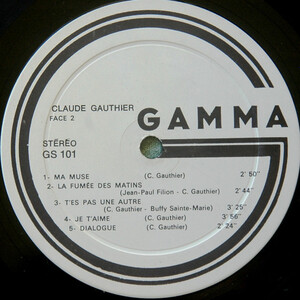 CLAUDE GAUTHIER
FACE 2
GAMMA
STÉRÉO
GS 101
1- MA MUSE (C. Gauthier) 2' 50"
2- LA FUMÉE DES MATINS
(Jean-Paul Filion - C. Gauthier) 2' 44"
3- T'ES PAS UNE AUTRE
(C. Gauthier - Buffy Sainte-Marie) 3' 25"
4- JE T'AIME (C. Gauthier) 3' 56"
5- DIALOGUE (C. Gauthier) 2' 24"